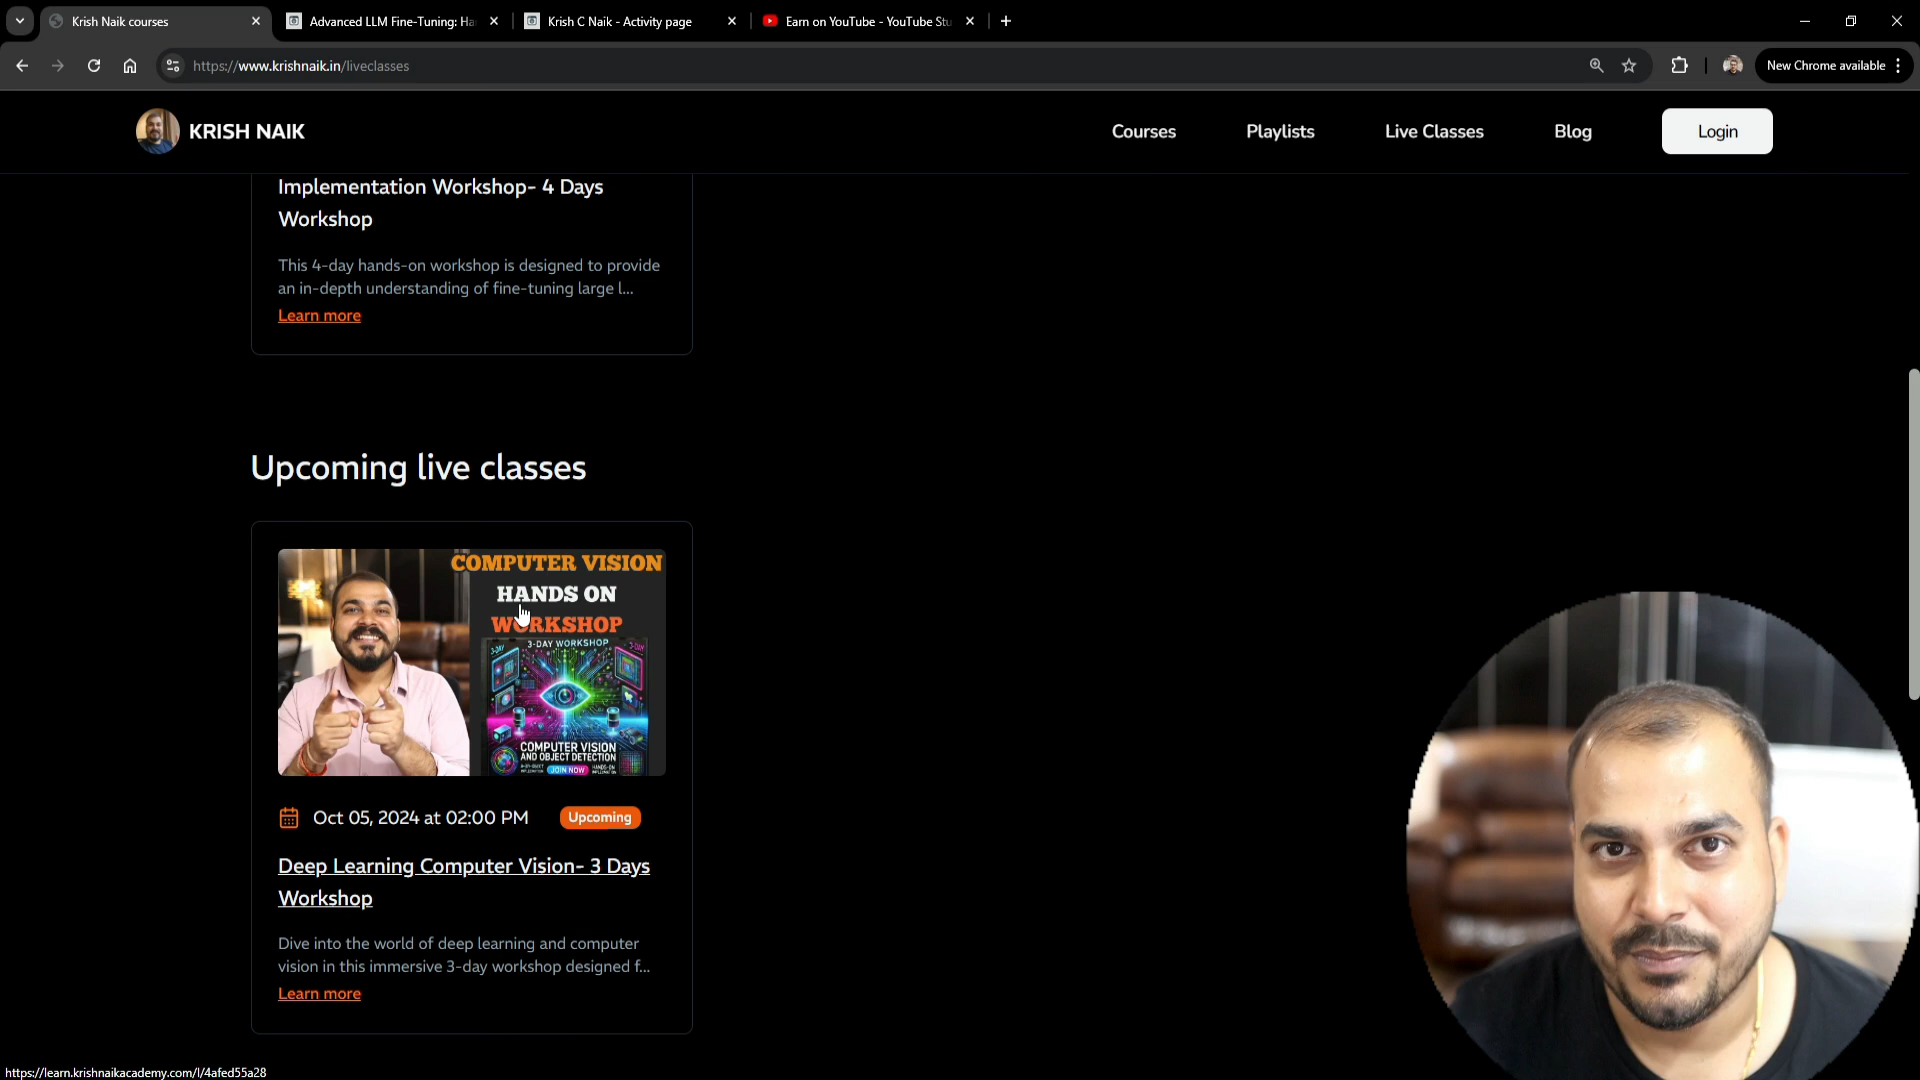 Krish Naik courses
Advanced LLM Fine-Tuning: Ha
Krish C Naik - Activity page
Earn on YouTube - YouTube Stu
https://www.krishnaik.in/liveclasses
New Chrome available
KRISH NAIK
Courses
Playlists
Live Classes
Blog
Login
Implementation Workshop- 4 Days
Workshop
This 4-day hands-on workshop is designed to provide
an in-depth understanding of fine-tuning large l...
Learn more
Upcoming live classes
COMPUTER VISION
HANDS ON
WORKSHOP
3-DAY WORKSHOP
COMPUTER VISION
AND OBJECT DETECTION
JOIN NOW
Oct 05, 2024 at 02:00 PM
Upcoming
Deep Learning Computer Vision- 3 Days
Workshop
Dive into the world of deep learning and computer
vision in this immersive 3-day workshop designed f...
Learn more
https://learn.krishnaikacademy.com/l/4afed55a28